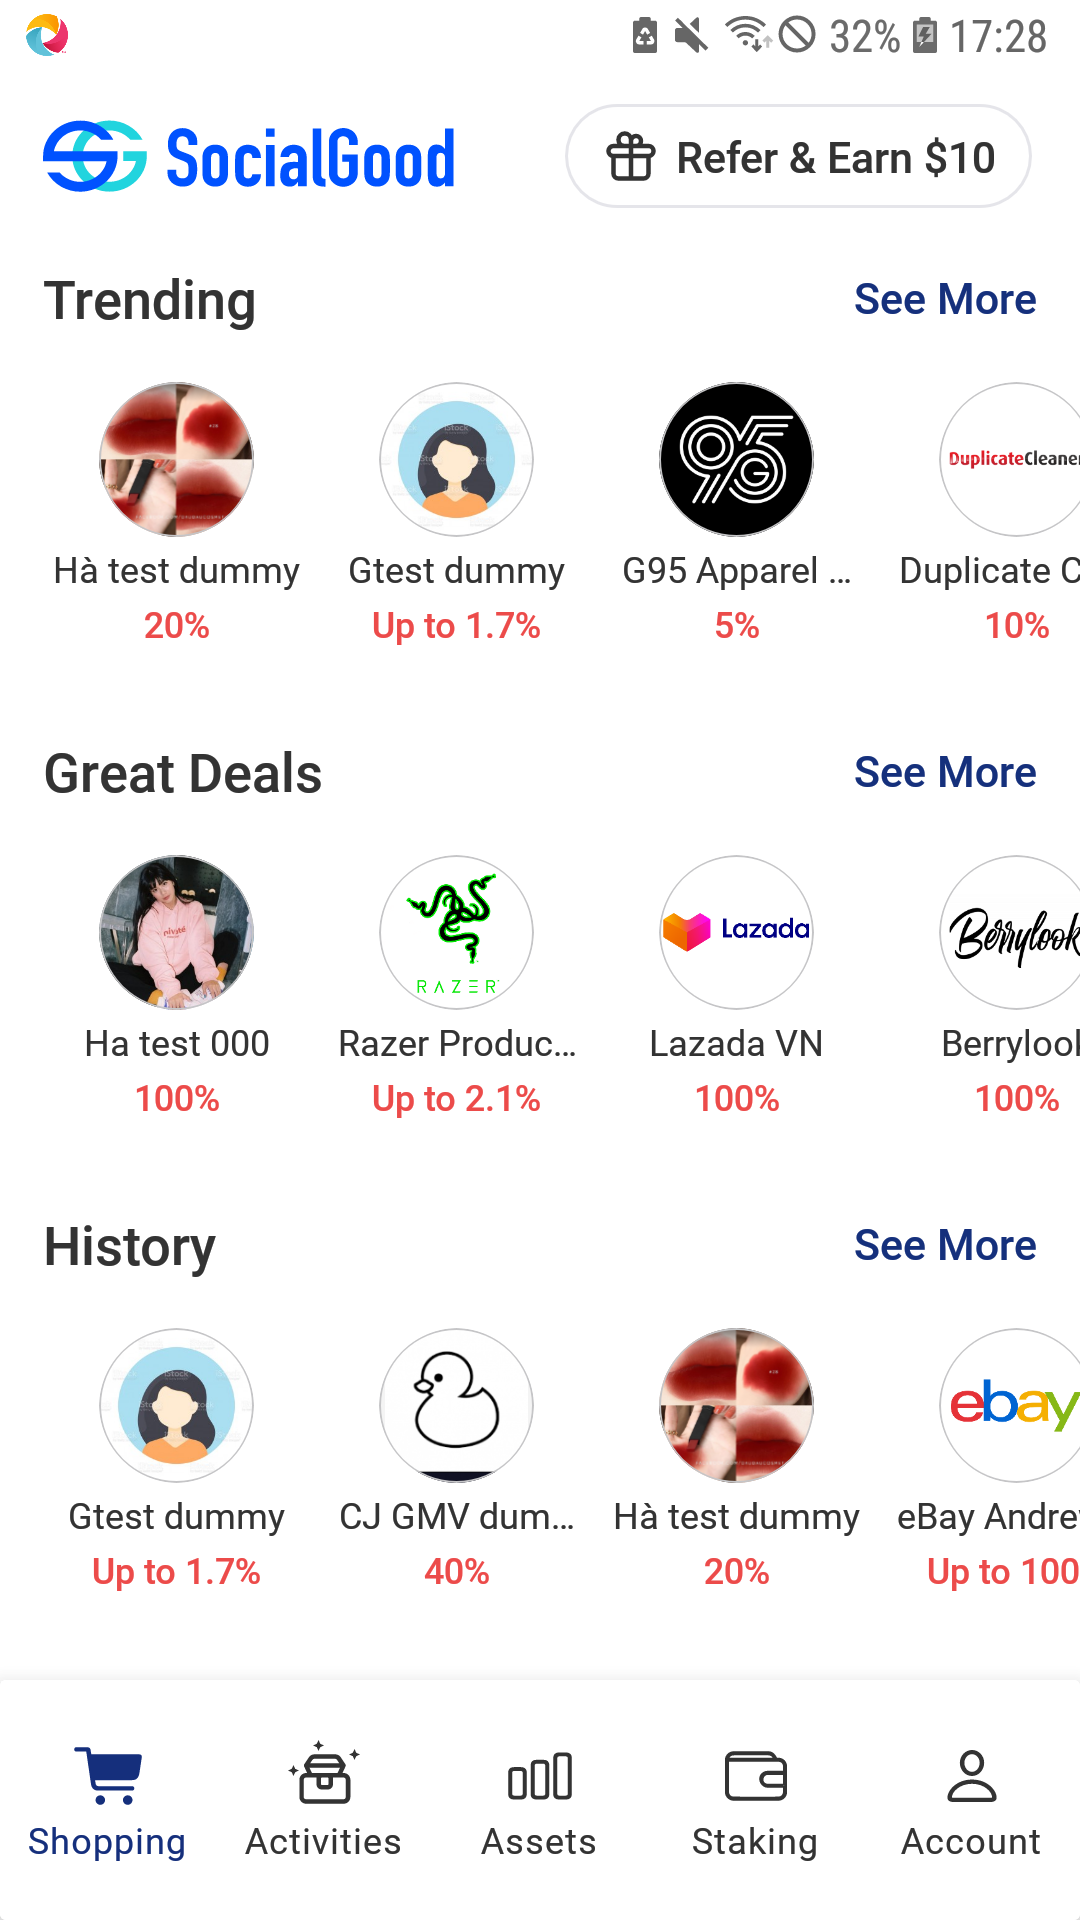 32% 17:28
SocialGood
Refer & Earn $10
Trending
See More
95G
DuplicateCleaner
Hà test dummy
Gtest dummy
G95 Apparel ...
Duplicate C
20%
Up to 1.7%
5%
10%
Great Deals
See More
RAZER
Lazada
Berrylook
Ha test 000
Razer Produc...
Lazada VN
Berrylook
100%
Up to 2.1%
100%
100%
History
See More
ebay
Gtest dummy
CJ GMV dum...
Hà test dummy
eBay Andre
Up to 1.7%
40%
20%
Up to 100
Shopping
Activities
Assets
Staking
Account